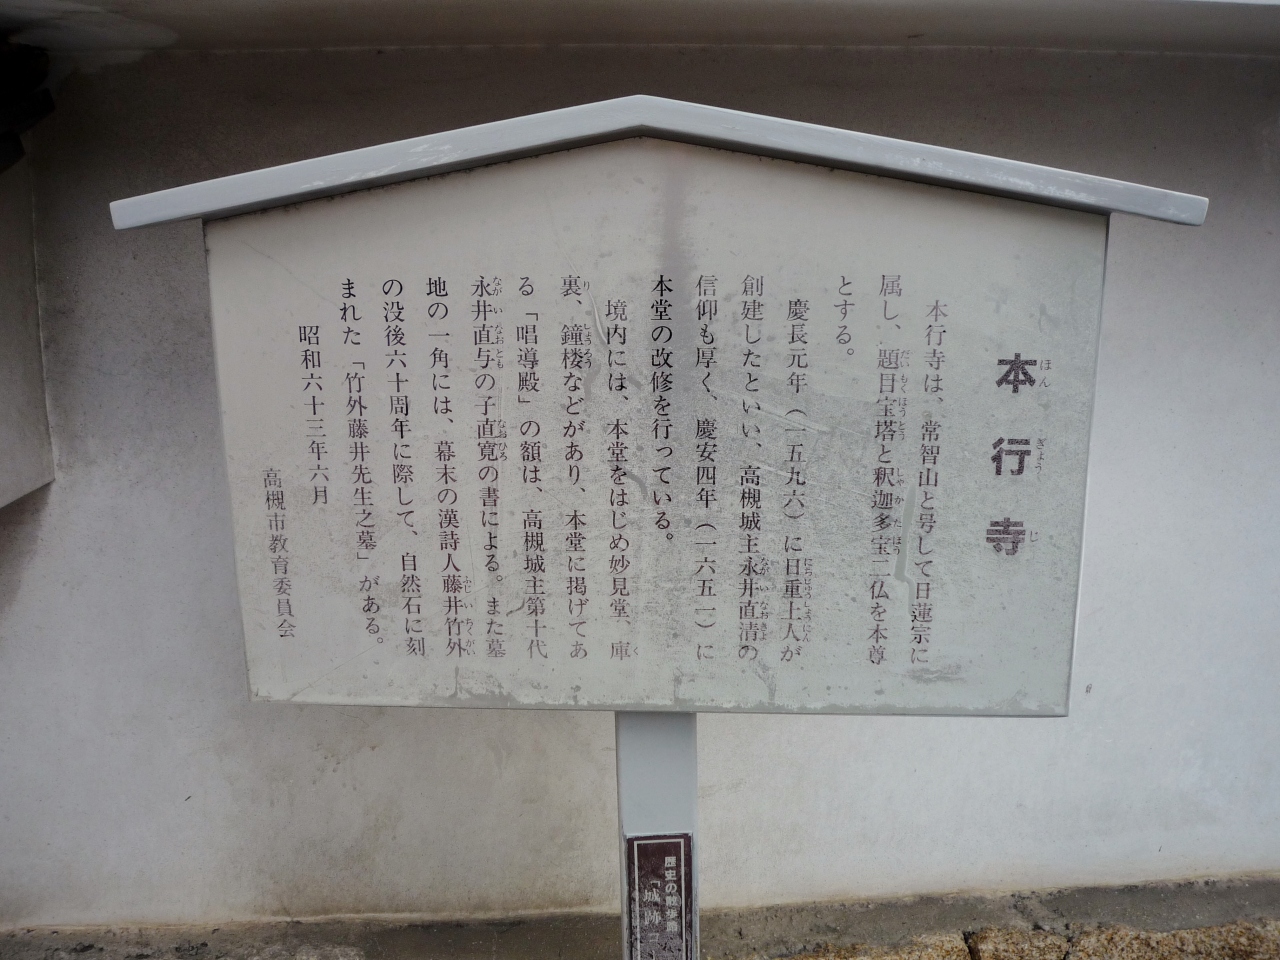 本行寺
本行寺は、常智山と号して日蓮宗に
属し、題目宝塔と釈迦多宝二仏を本尊
とする。
慶長元年（一五九六）に日重上人が
創建したといい、高槻城主永井直清の
信仰も厚く、慶安四年（一六五一）に
本堂の改修を行っている。
境内には、本堂をはじめ妙見堂、庫
裏、鐘楼などがあり、本堂に掲げてあ
る「唱導殿」の額は、高槻城主第十代
永井直与の子直寛の書による。また墓
地の一角には、幕末の漢詩人藤井竹外
の没後六十周年に際して、自然石に刻
まれた「竹外藤井先生之墓」がある。
昭和六十三年六月
高槻市教育委員会
歴史の散歩路
「城跡